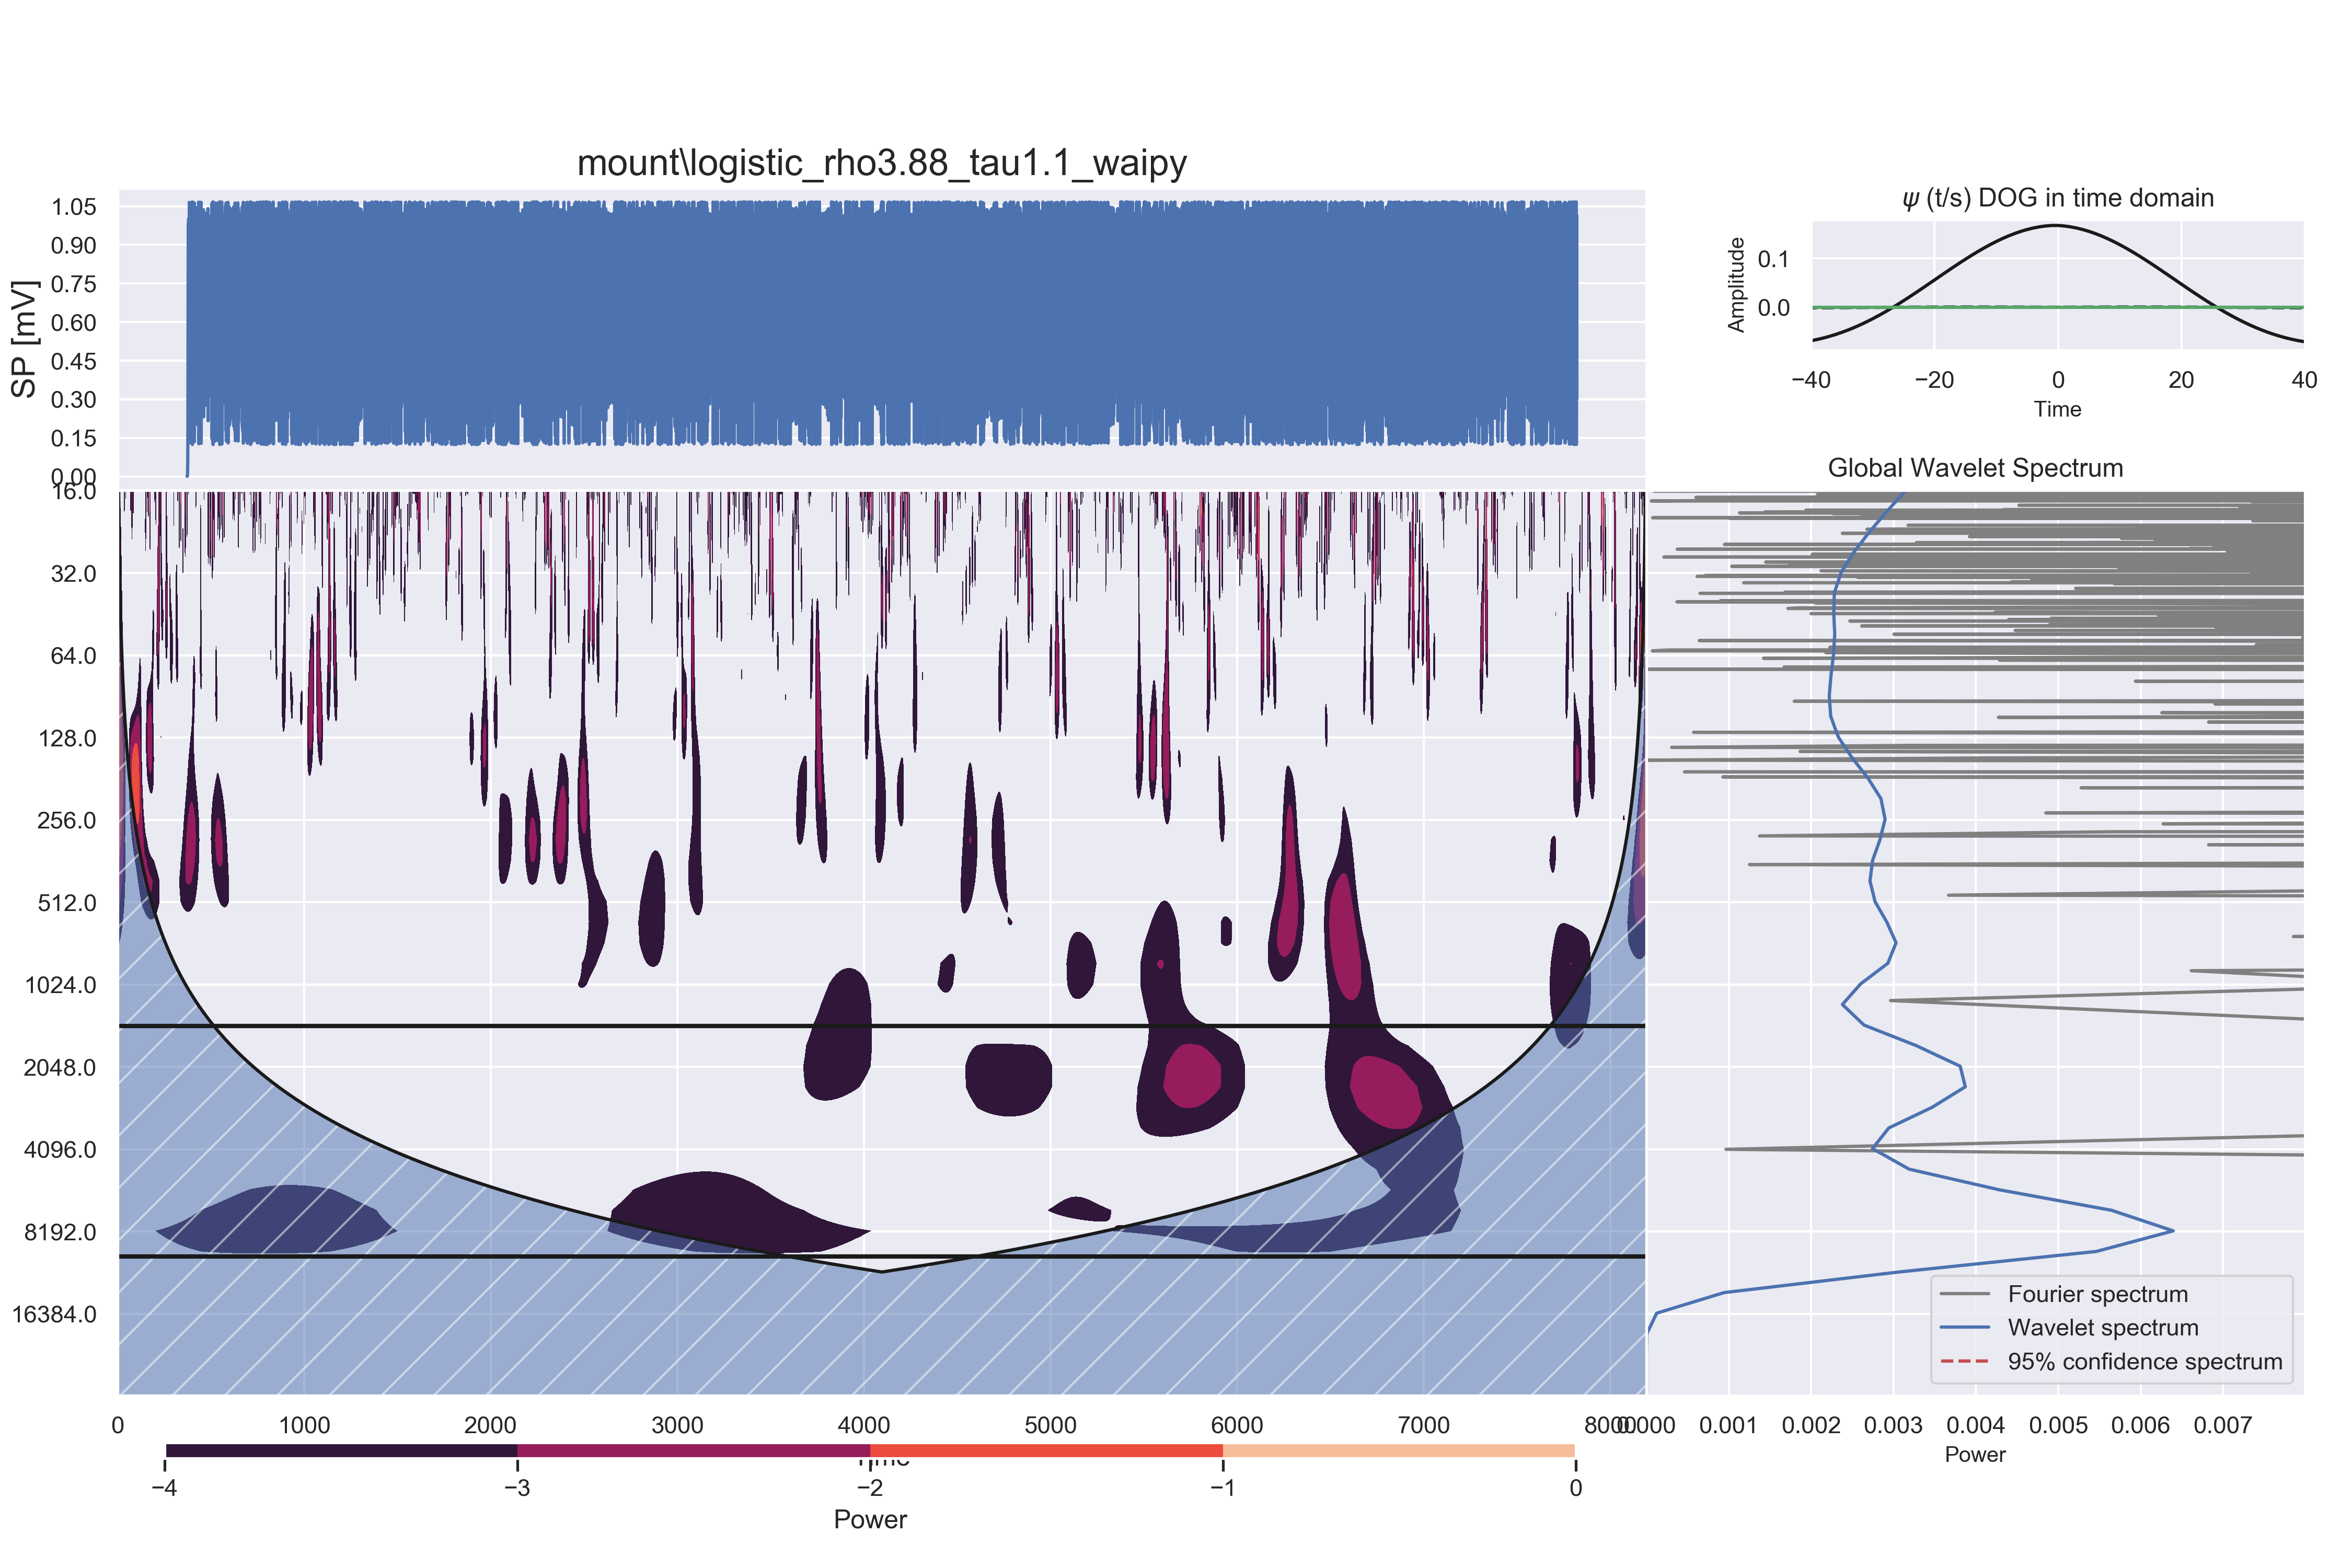 mount\logistic_rho3.88_tau1.1_waipy
SP [mV]
1.05
0.90
0.75
0.60
0.45
0.30
0.15
0.00
ψ (t/s) DOG in time domain
Amplitude
0.1
0.0
−40 −20 0 20 40
Time
Global Wavelet Spectrum
16.0
32.0
64.0
128.0
256.0
512.0
1024.0
2048.0
4096.0
8192.0
16384.0
Fourier spectrum
Wavelet spectrum
95% confidence spectrum
0 1000 2000 3000 4000 5000 6000 7000 8000
0.000 0.001 0.002 0.003 0.004 0.005 0.006 0.007
Power
Time
−4 −3 −2 −1 0
Power